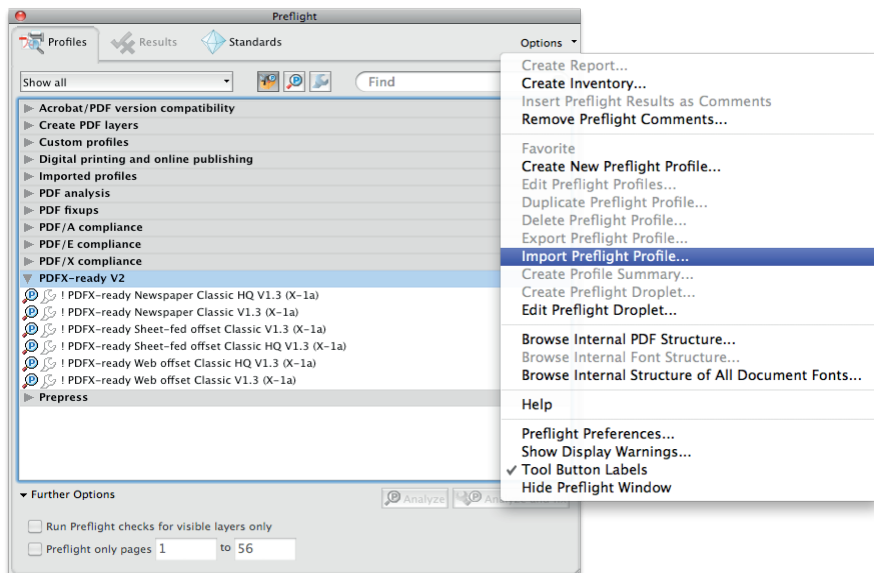 Preflight
Profiles
Results
Standards
Options
Show all
Find
Acrobat/PDF version compatibility
Create PDF layers
Custom profiles
Digital printing and online publishing
Imported profiles
PDF analysis
PDF fixups
PDF/A compliance
PDF/E compliance
PDF/X compliance
PDFX-ready V2
! PDFX-ready Newspaper Classic HQ V1.3 (X-1a)
! PDFX-ready Newspaper Classic V1.3 (X-1a)
! PDFX-ready Sheet-fed offset Classic V1.3 (X-1a)
! PDFX-ready Sheet-fed offset Classic HQ V1.3 (X-1a)
! PDFX-ready Web offset Classic HQ V1.3 (X-1a)
! PDFX-ready Web offset Classic V1.3 (X-1a)
Prepress
Further Options
Analyze
Run Preflight checks for visible layers only
Preflight only pages 1 to 56
Create Report...
Create Inventory...
Insert Preflight Results as Comments
Remove Preflight Comments...
Favorite
Create New Preflight Profile...
Edit Preflight Profiles...
Duplicate Preflight Profile...
Delete Preflight Profile...
Export Preflight Profile...
Import Preflight Profile...
Create Profile Summary...
Create Preflight Droplet...
Edit Preflight Droplet...
Browse Internal PDF Structure...
Browse Internal Font Structure...
Browse Internal Structure of All Document Fonts...
Help
Preflight Preferences...
Show Display Warnings...
Tool Button Labels
Hide Preflight Window